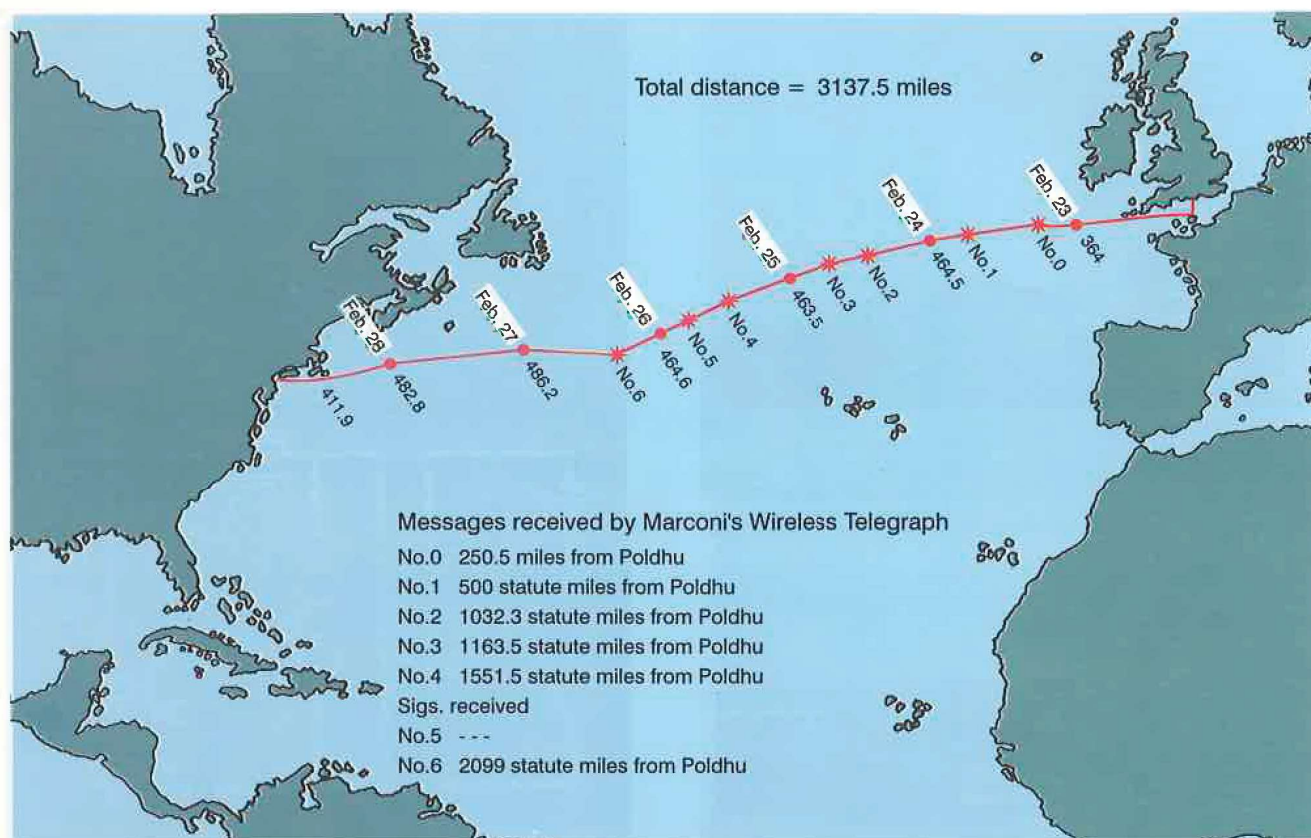 Total distance = 3137.5 miles
Feb. 23
Feb. 24
Feb. 25
Feb. 26
Feb. 27
Feb. 28
364
No.0
No.1
464.5
No.2
No.3
463.5
No.4
No.5
464.6
No.6
486.2
482.8
411.9
Messages received by Marconi's Wireless Telegraph
No.0 250.5 miles from Poldhu
No.1 500 statute miles from Poldhu
No.2 1032.3 statute miles from Poldhu
No.3 1163.5 statute miles from Poldhu
No.4 1551.5 statute miles from Poldhu
Sigs. received
No.5 - - -
No.6 2099 statute miles from Poldhu